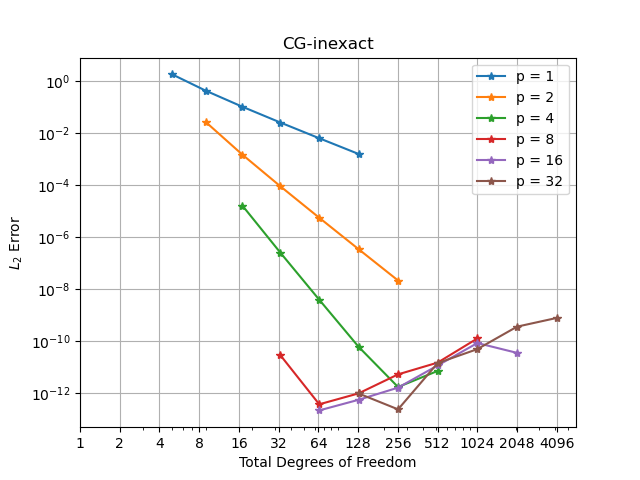 CG-inexact
p = 1
p = 2
p = 4
p = 8
p = 16
p = 32
10⁰
10⁻²
10⁻⁴
10⁻⁶
10⁻⁸
10⁻¹⁰
10⁻¹²
L₂ Error
1 2 4 8 16 32 64 128 256 512 1024 2048 4096
Total Degrees of Freedom